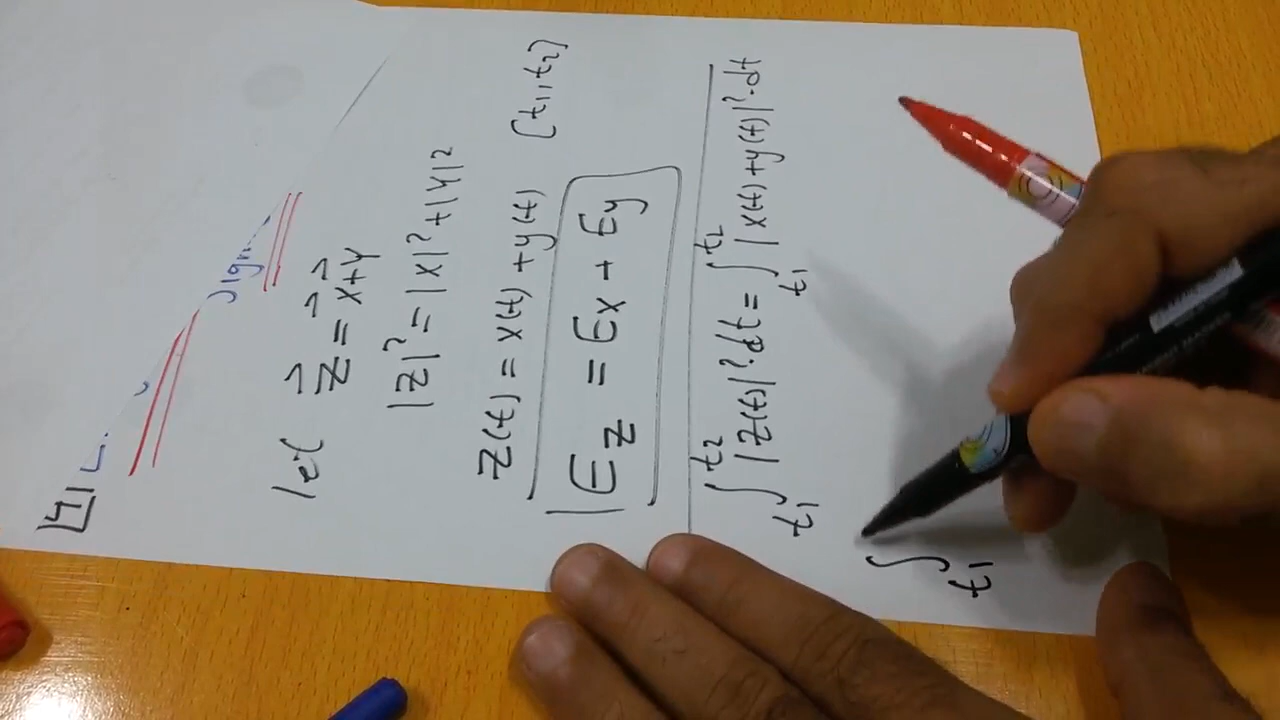 4]
let z⃗ = x⃗+y⃗
|z|² = |x|² + |y|²
z(t) = x(t) + y(t) [t₁, t₂]
E_z = E_x + E_y
∫_{t₁}^{t₂} |z(t)|²·dt = ∫_{t₁}^{t₂} |x(t)+y(t)|²·dt
∫_{t₁}